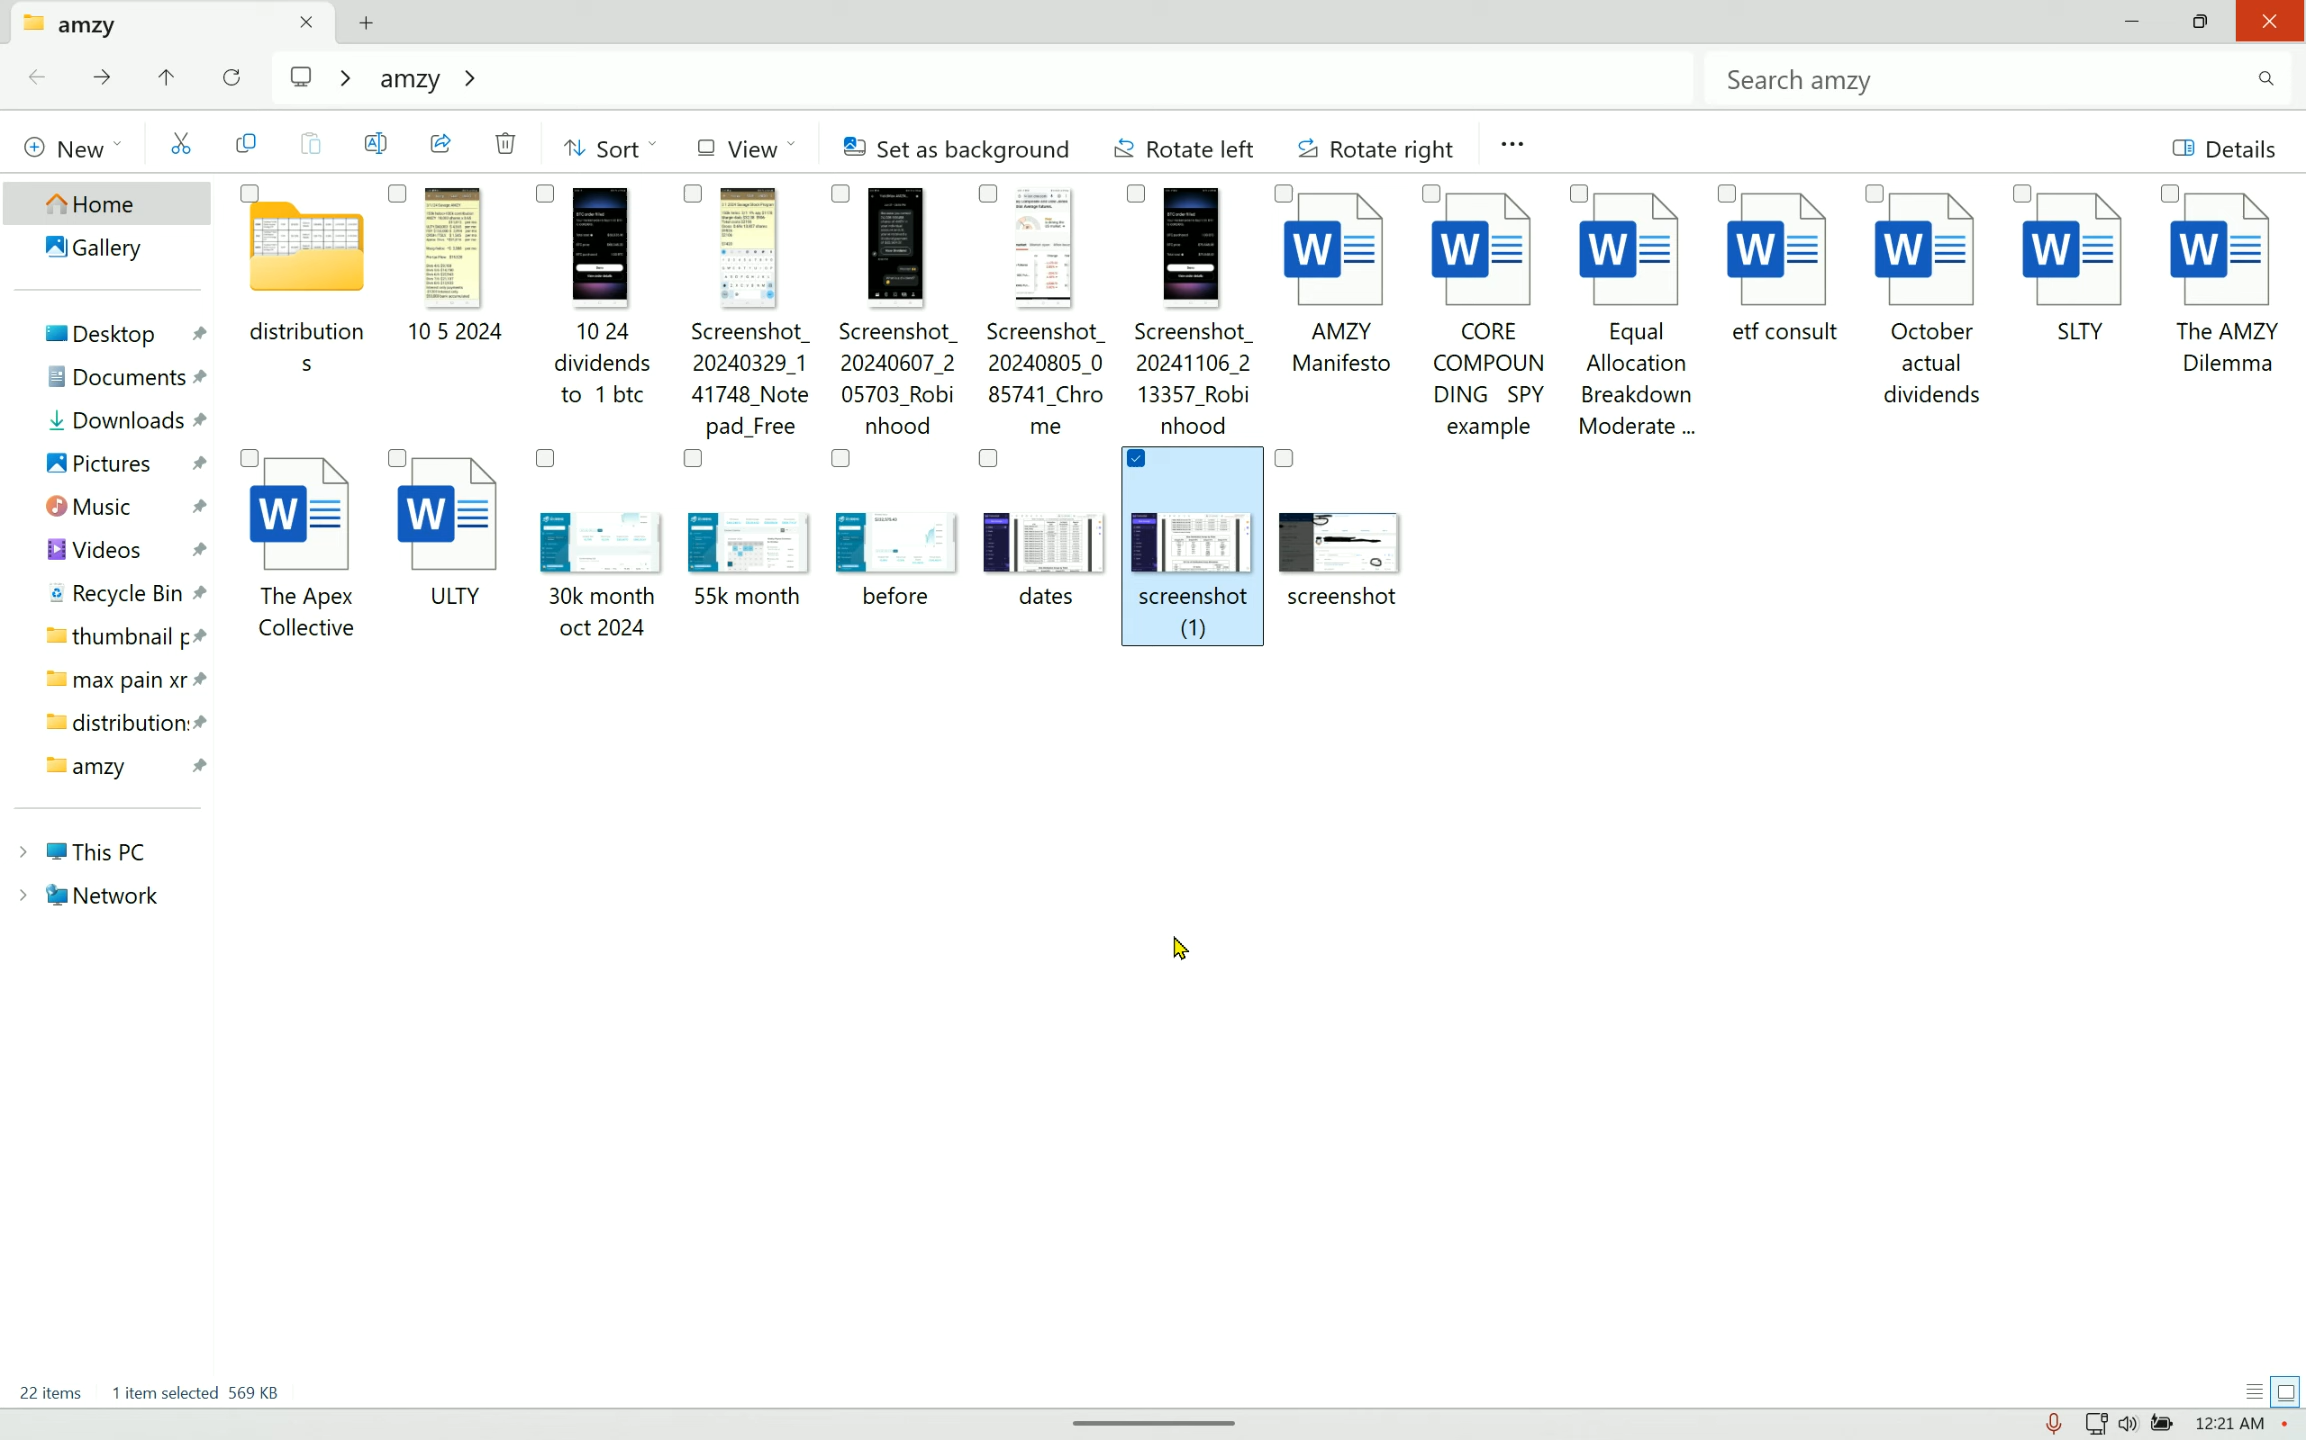 amzy
amzy
Search amzy
New
Sort
View
Set as background
Rotate left
Rotate right
Details
Home
Gallery
Desktop
Documents
Downloads
Pictures
Music
Videos
Recycle Bin
thumbnail p
max pain xr
distribution
amzy
This PC
Network
distribution
s
10 5 2024
10 24
dividends
to 1 btc
Screenshot_
20240329_1
41748_Note
pad_Free
Screenshot_
20240607_2
05703_Robi
nhood
Screenshot_
20240805_0
85741_Chro
me
Screenshot_
20241106_2
13357_Robi
nhood
AMZY
Manifesto
CORE
COMPOUN
DING SPY
example
Equal
Allocation
Breakdown
Moderate ...
etf consult
October
actual
dividends
SLTY
The AMZY
Dilemma
The Apex
Collective
ULTY
30k month
oct 2024
55k month
before
dates
screenshot
(1)
screenshot
22 items 1 item selected 569 KB
12:21 AM